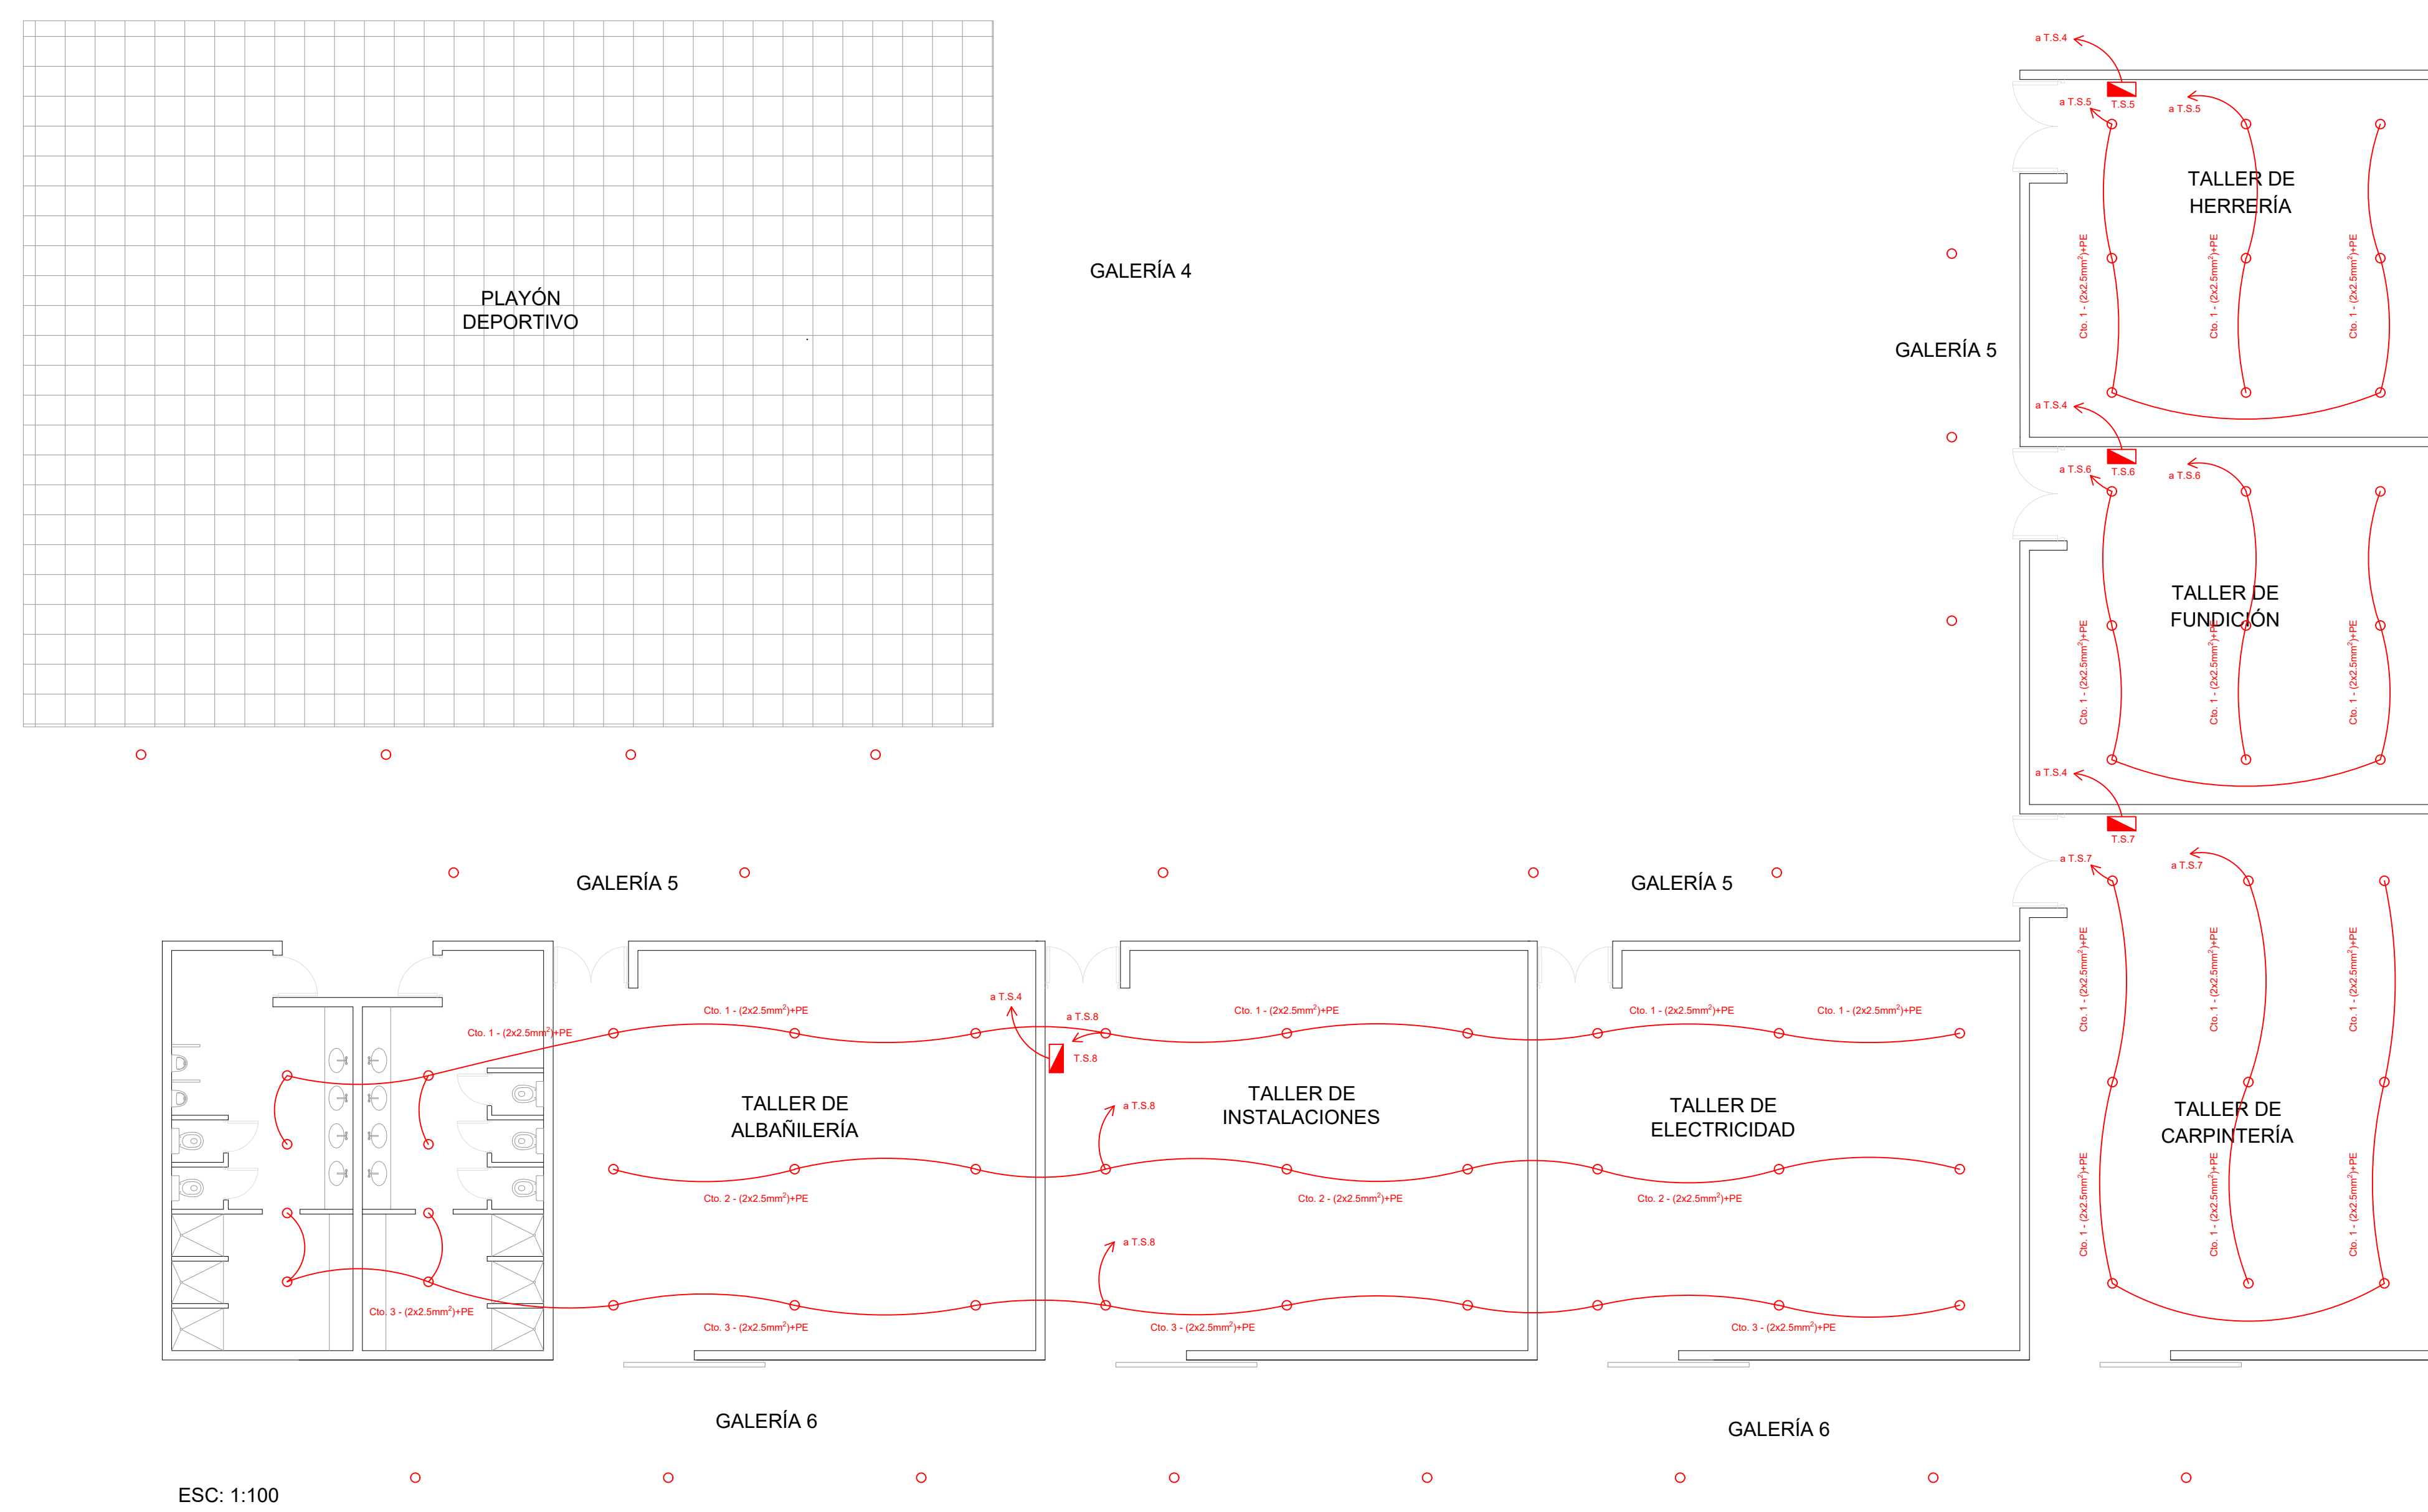 a T.S.4
a T.S.5
T.S.5
a T.S.5
TALLER DE
HERRERÍA
Cto. 1 - (2x2.5mm²)+PE
Cto. 1 - (2x2.5mm²)+PE
Cto. 1 - (2x2.5mm²)+PE
GALERÍA 4
PLAYÓN
DEPORTIVO
GALERÍA 5
a T.S.4
a T.S.6
T.S.6
a T.S.6
TALLER DE
FUNDICIÓN
Cto. 1 - (2x2.5mm²)+PE
Cto. 1 - (2x2.5mm²)+PE
Cto. 1 - (2x2.5mm²)+PE
a T.S.4
T.S.7
a T.S.7
a T.S.7
GALERÍA 5
GALERÍA 5
Cto. 1 - (2x2.5mm²)+PE
Cto. 1 - (2x2.5mm²)+PE
Cto. 1 - (2x2.5mm²)+PE
a T.S.4
Cto. 1 - (2x2.5mm²)+PE
a T.S.8
Cto. 1 - (2x2.5mm²)+PE
Cto. 1 - (2x2.5mm²)+PE
Cto. 1 - (2x2.5mm²)+PE
Cto. 1 - (2x2.5mm²)+PE
T.S.8
TALLER DE
ALBAÑILERÍA
a T.S.8
TALLER DE
INSTALACIONES
TALLER DE
ELECTRICIDAD
TALLER DE
CARPINTERÍA
Cto. 2 - (2x2.5mm²)+PE
Cto. 2 - (2x2.5mm²)+PE
Cto. 2 - (2x2.5mm²)+PE
Cto. 1 - (2x2.5mm²)+PE
Cto. 1 - (2x2.5mm²)+PE
Cto. 1 - (2x2.5mm²)+PE
a T.S.8
Cto. 3 - (2x2.5mm²)+PE
Cto. 3 - (2x2.5mm²)+PE
Cto. 3 - (2x2.5mm²)+PE
Cto. 3 - (2x2.5mm²)+PE
GALERÍA 6
GALERÍA 6
ESC: 1:100